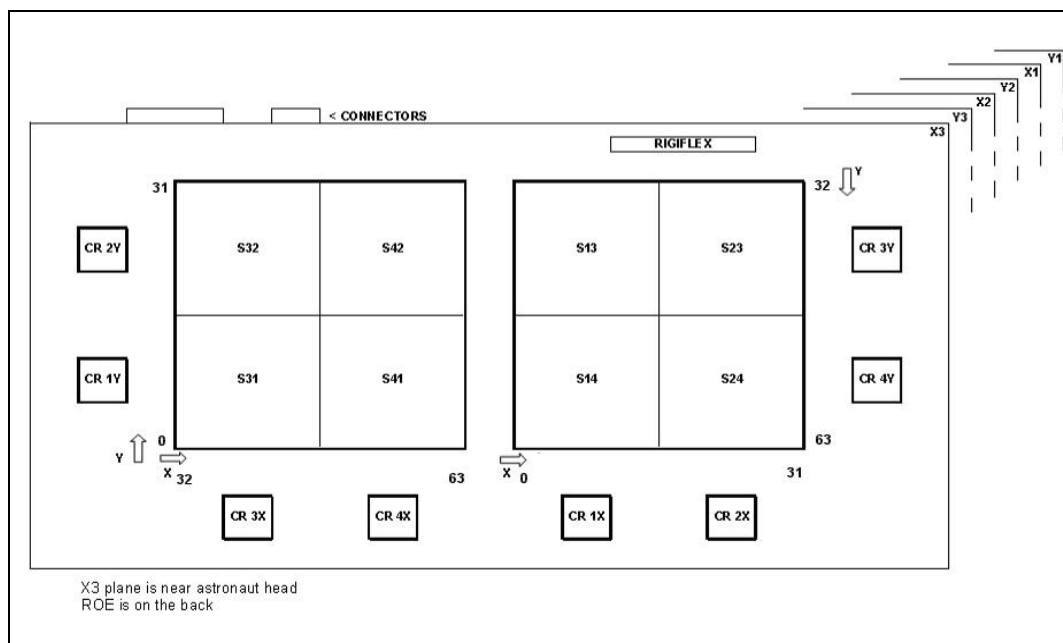 Y1
X1
Y2
X2
Y3
X3
< CONNECTORS
RIGIFLEX
31
32
Y
CR 2Y
S32
S42
S13
S23
CR 3Y
CR 1Y
S31
S41
S14
S24
CR 4Y
0
63
Y
X
32
63
X
0
31
CR 3X
CR 4X
CR 1X
CR 2X
X3 plane is near astronaut head
ROE is on the back